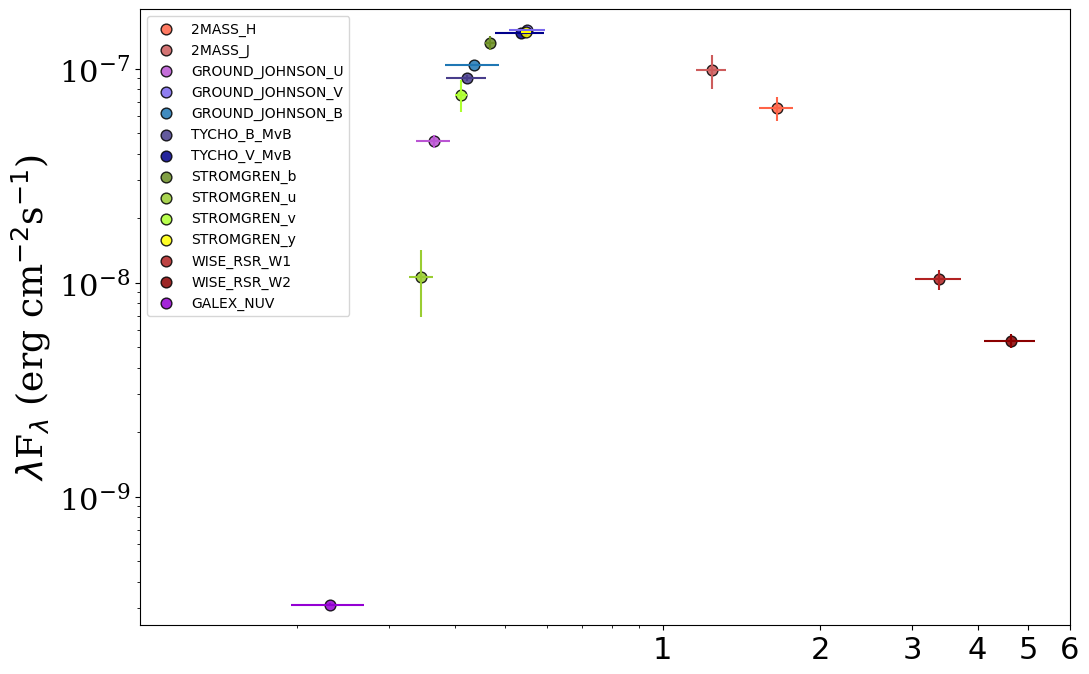 2MASS_H
2MASS_J
GROUND_JOHNSON_U
GROUND_JOHNSON_V
GROUND_JOHNSON_B
TYCHO_B_MvB
TYCHO_V_MvB
STROMGREN_b
STROMGREN_u
STROMGREN_v
STROMGREN_y
WISE_RSR_W1
WISE_RSR_W2
GALEX_NUV
λF_λ (erg cm⁻²s⁻¹)
10⁻⁷
10⁻⁸
10⁻⁹
1 2 3 4 5 6